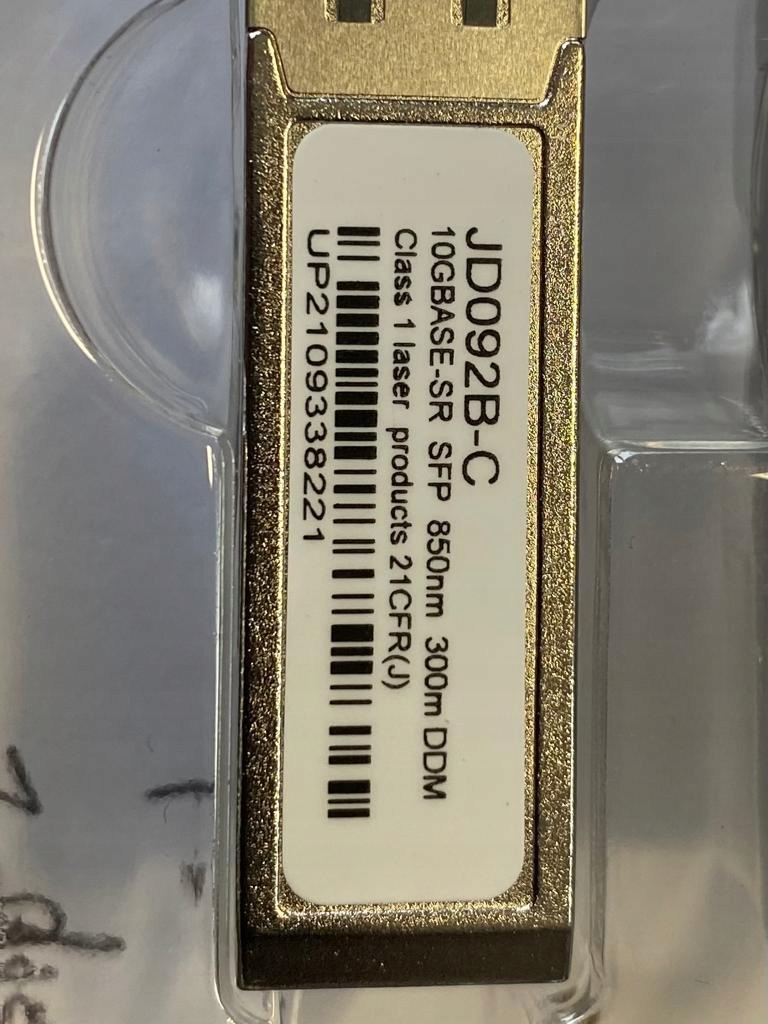 JD092B-C
10GBASE-SR SFP 850nm 300m DDM
Class 1 laser products 21CFR(J)
UP2109338221